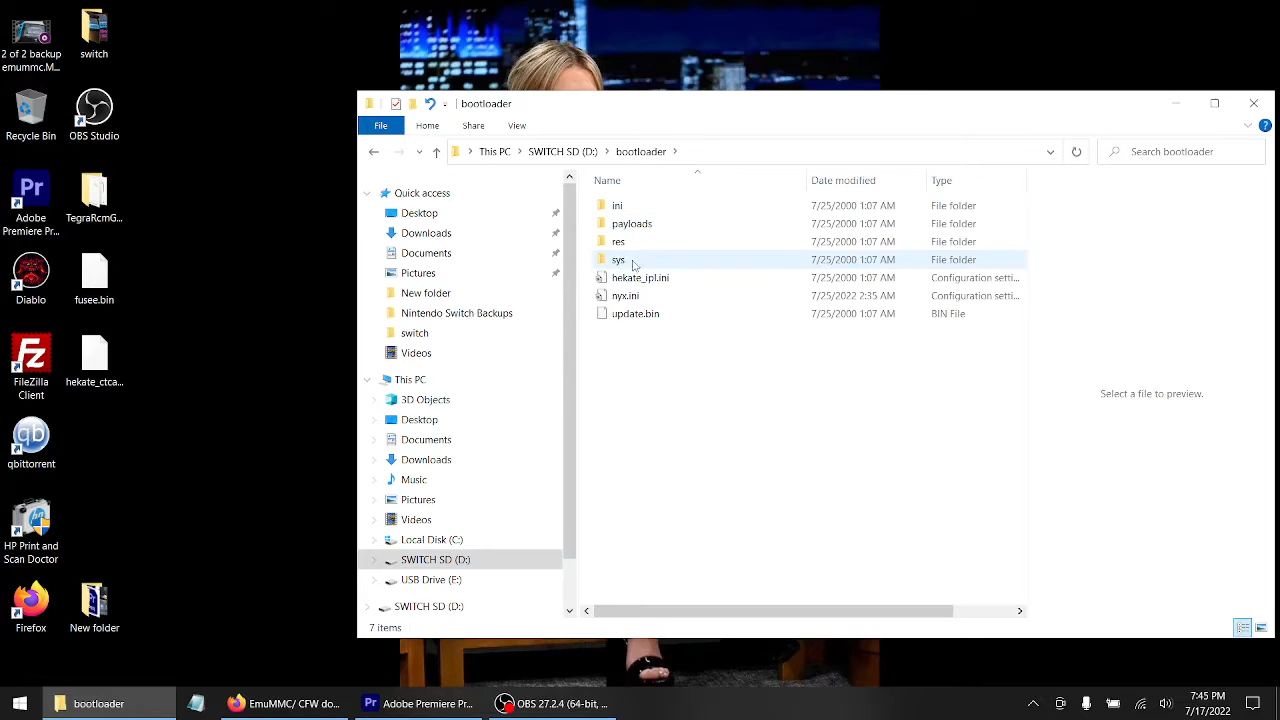 2 of 2 backup
emummc.M...
switch
Recycle Bin
OBS Studio
Adobe
Premiere Pr...
TegraRcmG...
Diablo
fusee.bin
FileZilla
Client
hekate_ctca...
qbittorrent
HP Print and
Scan Doctor
Firefox
New folder
bootloader
File
Home
Share
View
This PC
SWITCH SD (D:)
bootloader
Search bootloader
Quick access
Desktop
Downloads
Documents
Pictures
New folder
Nintendo Switch Backups
switch
Videos
This PC
3D Objects
Desktop
Documents
Downloads
Music
Pictures
Videos
Local Disk (C:)
SWITCH SD (D:)
USB Drive (E:)
SWITCH SD (D:)
Name Date modified Type
ini 7/25/2000 1:07 AM File folder
payloads 7/25/2000 1:07 AM File folder
res 7/25/2000 1:07 AM File folder
sys 7/25/2000 1:07 AM File folder
hekate_ipl.ini 7/25/2000 1:07 AM Configuration setti...
nyx.ini 7/25/2022 2:35 AM Configuration setti...
update.bin 7/25/2000 1:07 AM BIN File
Select a file to preview.
7 items
bootloader
EmuMMC/ CFW do...
Pr
Adobe Premiere Pr...
OBS 27.2.4 (64-bit, ...
7:45 PM
7/17/2022